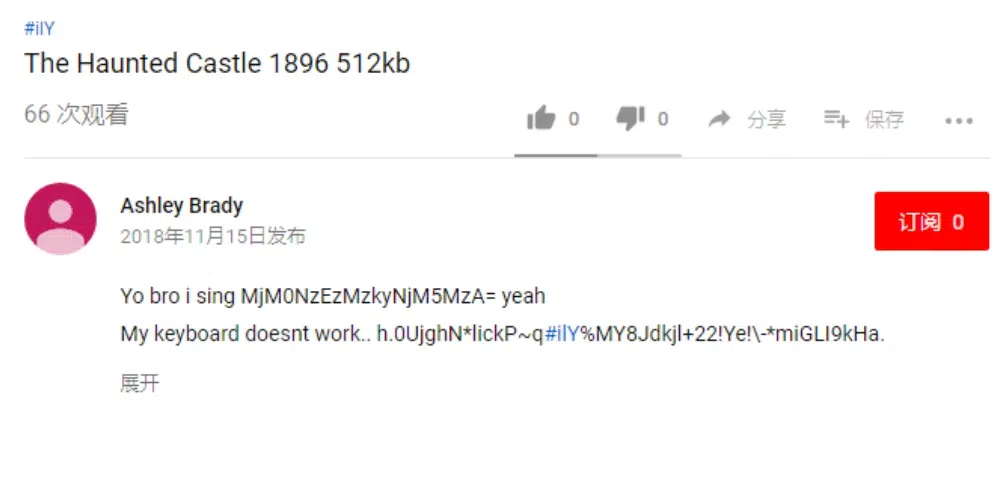 #ilY
The Haunted Castle 1896 512kb
66 次观看
0 0 分享 保存
Ashley Brady
2018年11月15日发布
订阅 0
Yo bro i sing MjM0NzEzMzkyNjM5MzA= yeah
My keyboard doesnt work.. h.0UjghN*lickP~q#ilY%MY8Jdkjl+22!Ye!\-*miGLI9kHa.
展开